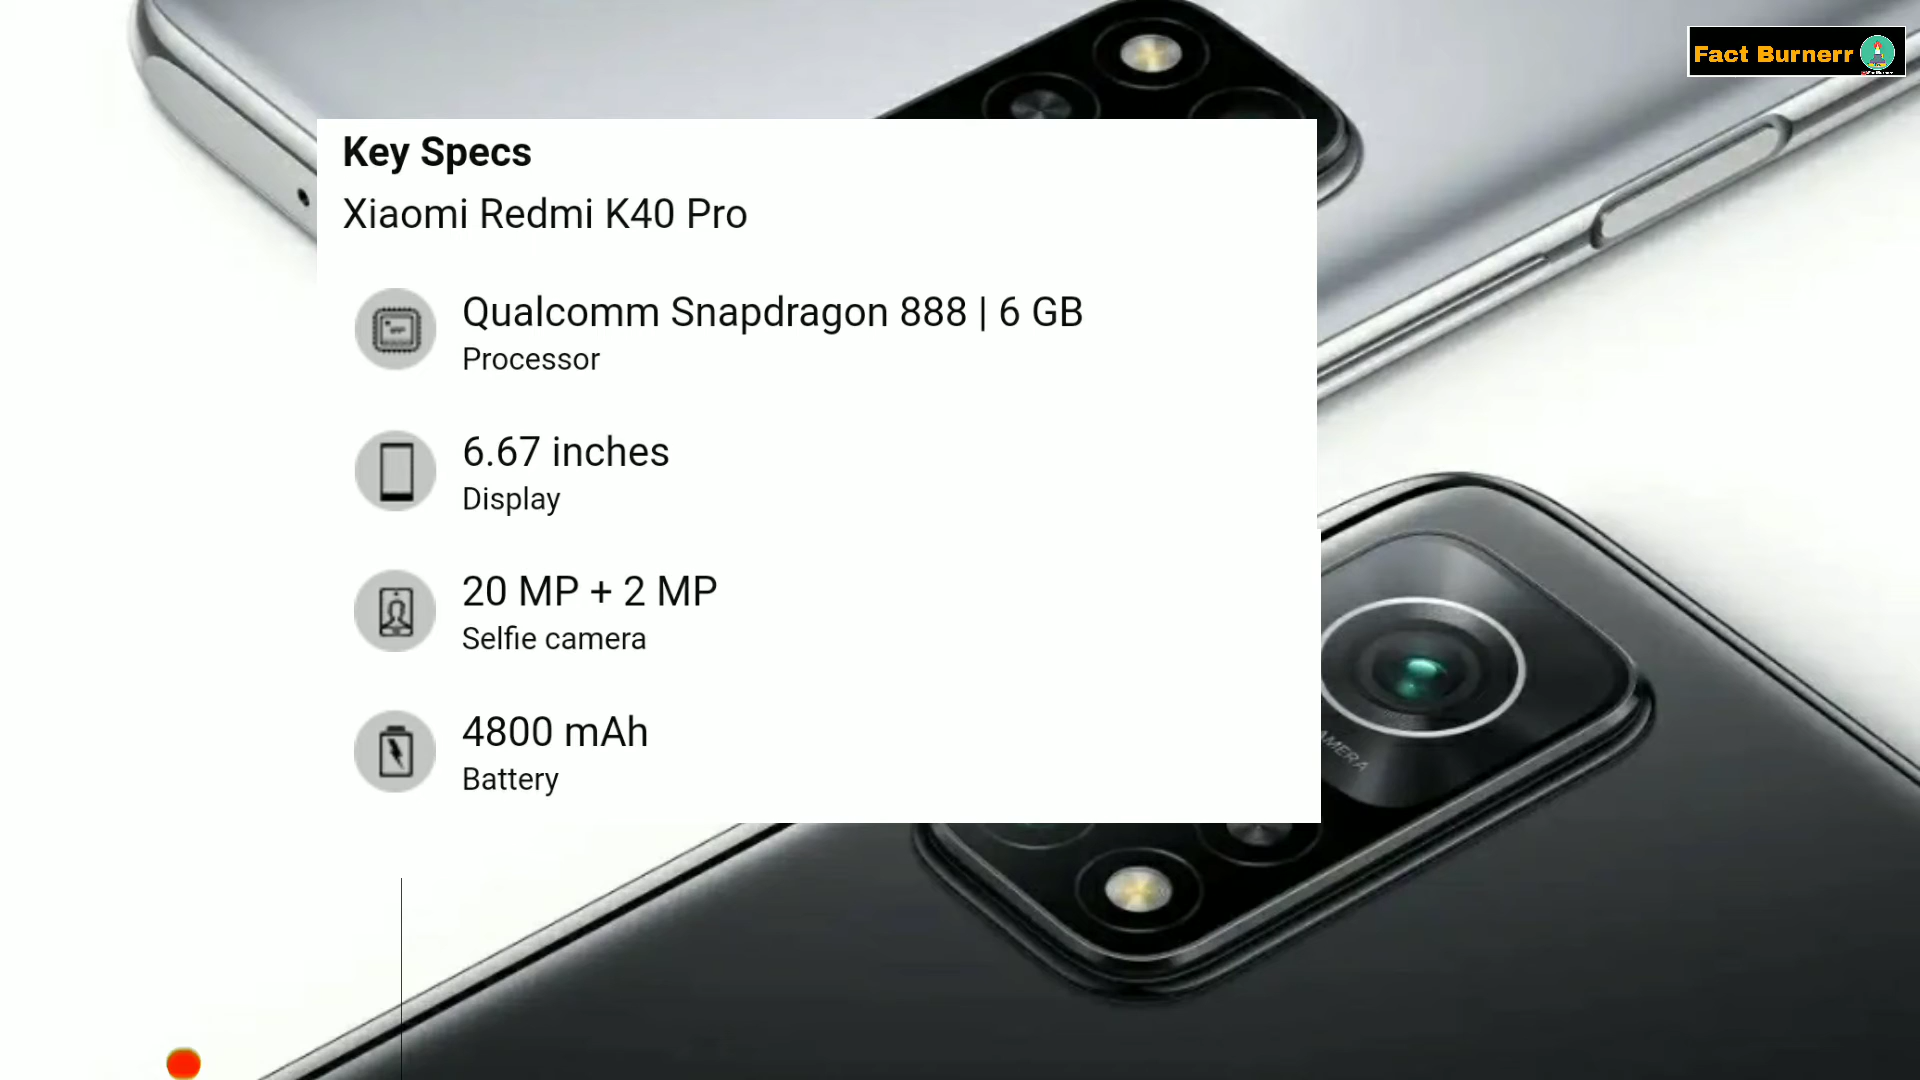 Fact Burnerr
Key Specs
Xiaomi Redmi K40 Pro
Qualcomm Snapdragon 888 | 6 GB
Processor
6.67 inches
Display
20 MP + 2 MP
Selfie camera
4800 mAh
Battery
AMERA